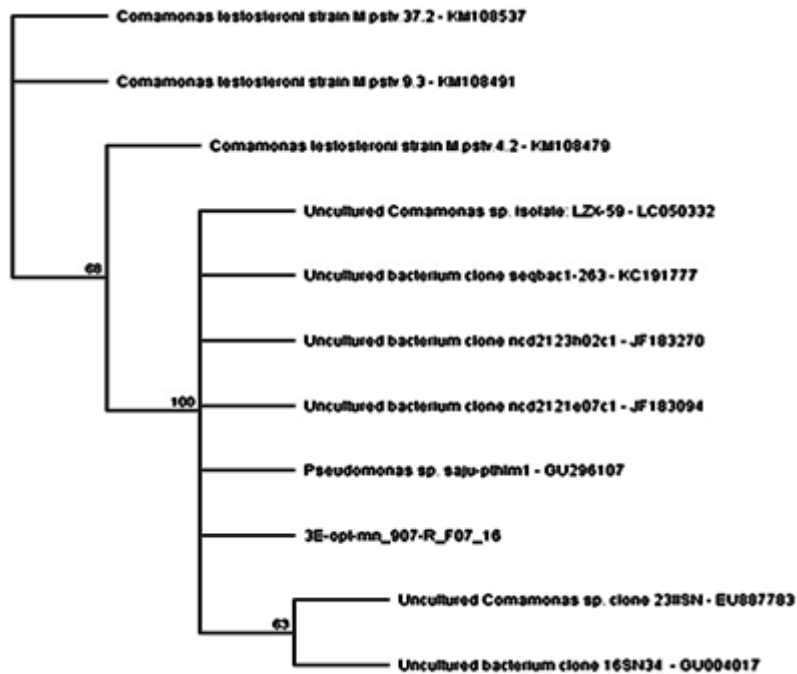 Comamonas testosteroni strain M pstv.37.2 - KM108537
Comamonas testosteroni strain M pstv.9.3 - KM108491
Comamonas testosteroni strain M pstv.4.2 - KM108479
Uncultured Comamonas sp. isolate: LZX-59 - LC050332
68
Uncultured bacterium clone seqbac1-263 - KC191777
Uncultured bacterium clone ncd2123h02c1 - JF183270
100
Uncultured bacterium clone ncd2121e07c1 - JF183094
Pseudomonas sp. saju-pthlm1 - GU296107
3E-opl-mn_907-R_F07_16
Uncultured Comamonas sp. clone 23IISN - EU887783
63
Uncultured bacterium clone 16SN34 - GU004017